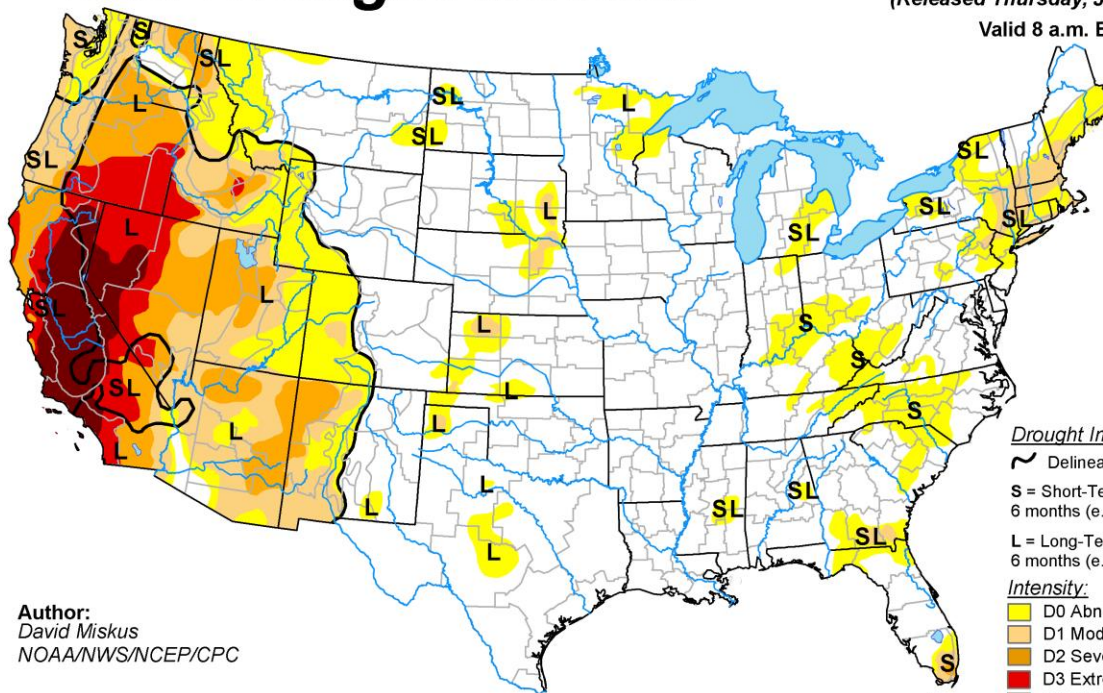 (Released Thursday, J
Valid 8 a.m. E
S
S
SL
L
SL
L
SL
L
SL
L
L
L
SL
SL
L
L
L
L
L
L
L
L
SL
S
S
S
SL
SL
SL
SL
SL
SL
S
Drought In
Delinea
S = Short-Te
6 months (e.
L = Long-Te
6 months (e.
Intensity:
D0 Abn
D1 Mod
D2 Seve
D3 Extre
Author:
David Miskus
NOAA/NWS/NCEP/CPC